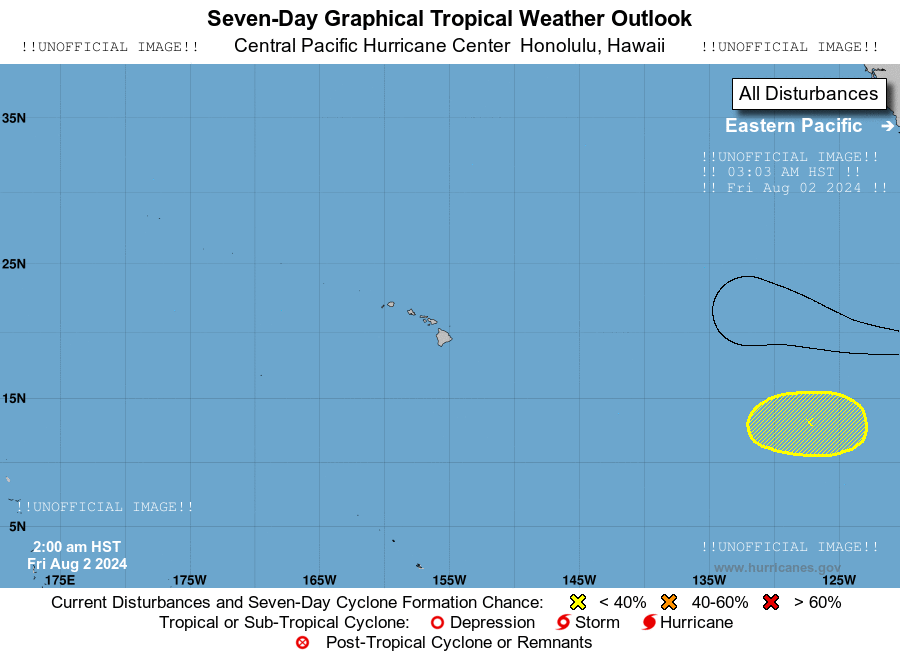 Seven-Day Graphical Tropical Weather Outlook
!!UNOFFICIAL IMAGE!! Central Pacific Hurricane Center Honolulu, Hawaii !!UNOFFICIAL IMAGE!!
All Disturbances
35N
Eastern Pacific →
!!UNOFFICIAL IMAGE!!
!! 03:03 AM HST !!
!! Fri Aug 02 2024 !!
25N
15N
!!UNOFFICIAL IMAGE!!
5N
2:00 am HST
Fri Aug 2 2024
!!UNOFFICIAL IMAGE!!
www.hurricanes.gov
175E 175W 165W 155W 145W 135W 125W
Current Disturbances and Seven-Day Cyclone Formation Chance: < 40% 40-60% > 60%
Tropical or Sub-Tropical Cyclone: Depression Storm Hurricane
Post-Tropical Cyclone or Remnants